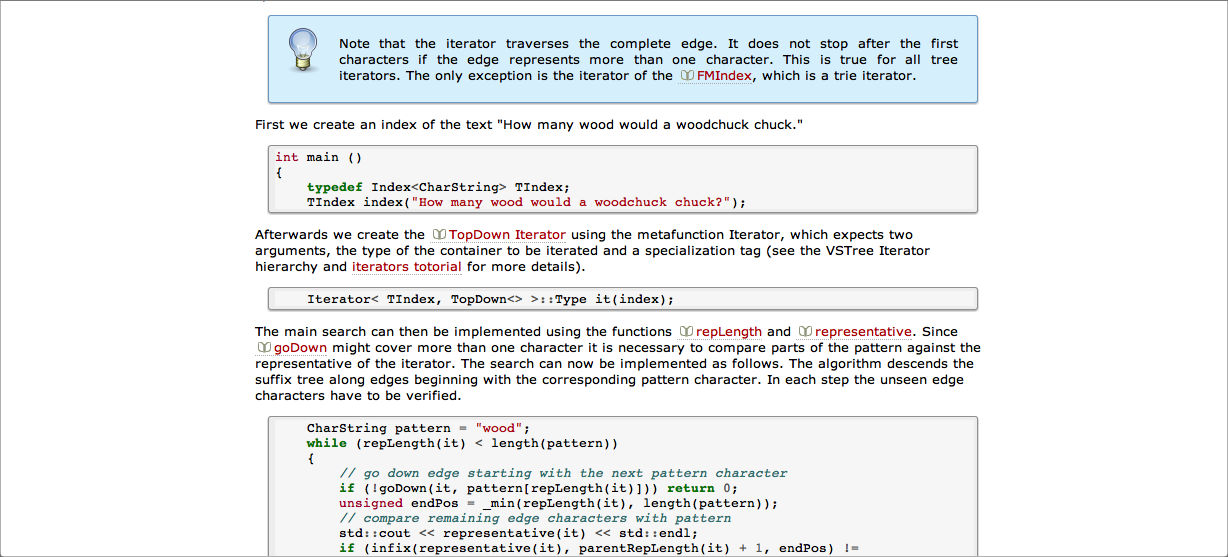 Note that the iterator traverses the complete edge. It does not stop after the first
characters if the edge represents more than one character. This is true for all tree
iterators. The only exception is the iterator of the FMIndex, which is a trie iterator.
First we create an index of the text "How many wood would a woodchuck chuck."
int main ()
{
    typedef Index<CharString> TIndex;
    TIndex index("How many wood would a woodchuck chuck?");
Afterwards we create the TopDown Iterator using the metafunction Iterator, which expects two
arguments, the type of the container to be iterated and a specialization tag (see the VSTree Iterator
hierarchy and iterators totorial for more details).
    Iterator< TIndex, TopDown<> >::Type it(index);
The main search can then be implemented using the functions repLength and representative. Since
goDown might cover more than one character it is necessary to compare parts of the pattern against the
representative of the iterator. The search can now be implemented as follows. The algorithm descends the
suffix tree along edges beginning with the corresponding pattern character. In each step the unseen edge
characters have to be verified.
    CharString pattern = "wood";
    while (repLength(it) < length(pattern))
    {
        // go down edge starting with the next pattern character
        if (!goDown(it, pattern[repLength(it)])) return 0;
        unsigned endPos = _min(repLength(it), length(pattern));
        // compare remaining edge characters with pattern
        std::cout << representative(it) << std::endl;
        if (infix(representative(it), parentRepLength(it) + 1, endPos) !=